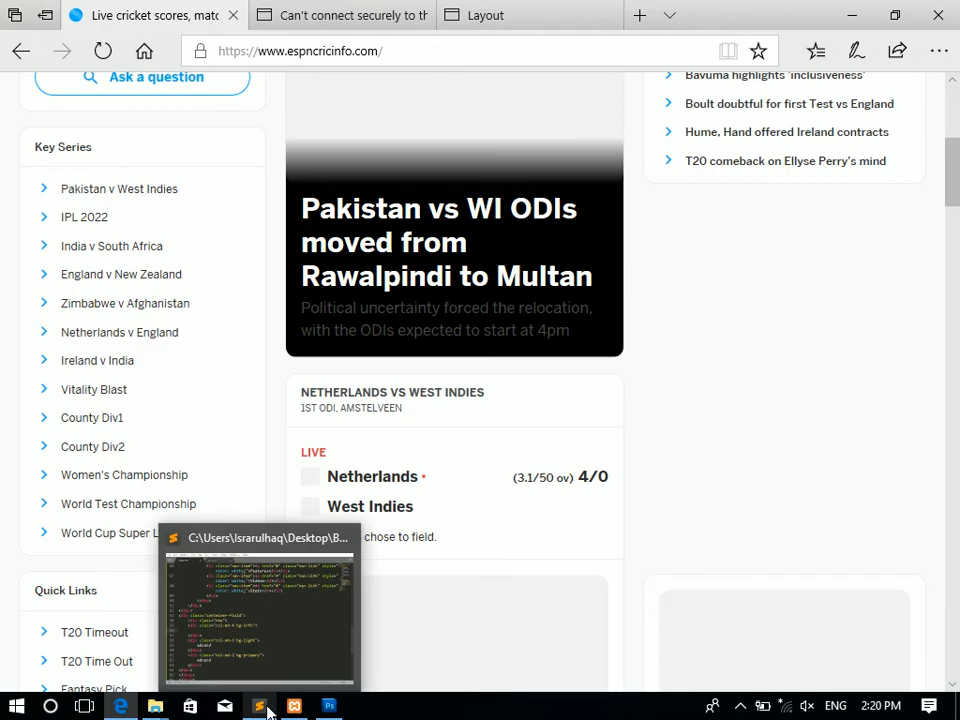 Live cricket scores, matc
Can't connect securely to th
Layout
https://www.espncricinfo.com/
Ask a question
Key Series
Pakistan v West Indies
IPL 2022
India v South Africa
England v New Zealand
Zimbabwe v Afghanistan
Netherlands v England
Ireland v India
Vitality Blast
County Div1
County Div2
Women's Championship
World Test Championship
World Cup Super L
Quick Links
T20 Timeout
T20 Time Out
Fantasy Pick
Pakistan vs WI ODIs
moved from
Rawalpindi to Multan
Political uncertainty forced the relocation,
with the ODIs expected to start at 4pm
NETHERLANDS VS WEST INDIES
1ST ODI, AMSTELVEEN
LIVE
Netherlands • (3.1/50 ov) 4/0
West Indies
chose to field.
Bavuma highlights 'inclusiveness'
Boult doubtful for first Test vs England
Hume, Hand offered Ireland contracts
T20 comeback on Ellyse Perry's mind
C:\Users\Israrulhaq\Desktop\B...
ENG
2:20 PM